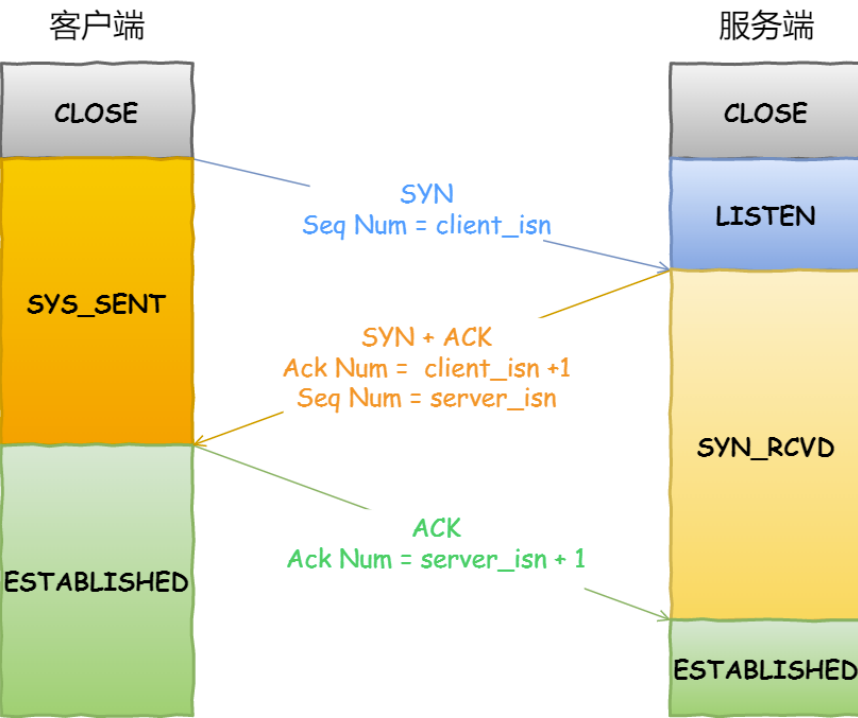 客户端
服务端
CLOSE
CLOSE
SYN
Seq Num = client_isn
LISTEN
SYS_SENT
SYN + ACK
Ack Num = client_isn +1
Seq Num = server_isn
SYN_RCVD
ACK
Ack Num = server_isn + 1
ESTABLISHED
ESTABLISHED